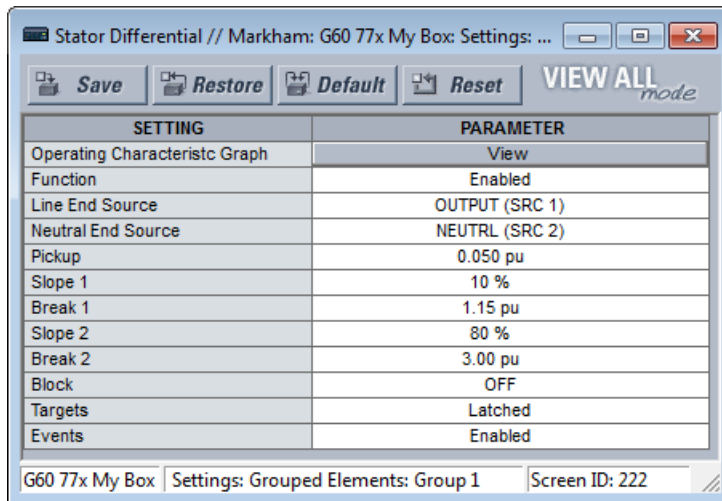 Stator Differential // Markham: G60 77x My Box: Settings: ...
Save Restore Default Reset VIEW ALL mode
SETTING PARAMETER
Operating Characteristc Graph View
Function Enabled
Line End Source OUTPUT (SRC 1)
Neutral End Source NEUTRL (SRC 2)
Pickup 0.050 pu
Slope 1 10 %
Break 1 1.15 pu
Slope 2 80 %
Break 2 3.00 pu
Block OFF
Targets Latched
Events Enabled
G60 77x My Box Settings: Grouped Elements: Group 1 Screen ID: 222